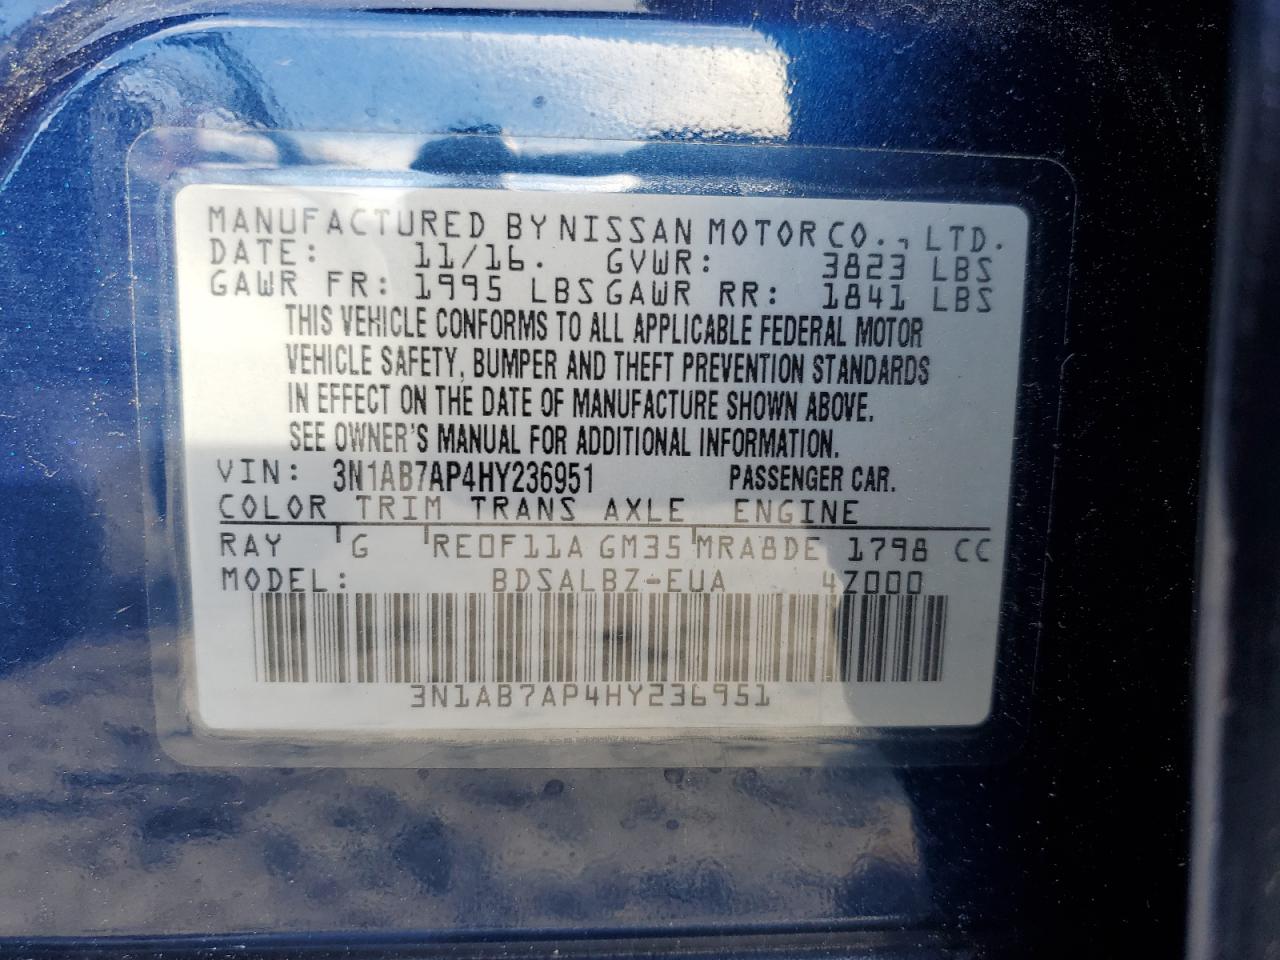 MANUFACTURED BY NISSAN MOTOR CO., LTD.
DATE: 11/16. GVWR: 3823 LBS
GAWR FR: 1995 LBS GAWR RR: 1841 LBS
THIS VEHICLE CONFORMS TO ALL APPLICABLE FEDERAL MOTOR
VEHICLE SAFETY, BUMPER AND THEFT PREVENTION STANDARDS
IN EFFECT ON THE DATE OF MANUFACTURE SHOWN ABOVE.
SEE OWNER'S MANUAL FOR ADDITIONAL INFORMATION.
VIN: 3N1AB7AP4HY236951 PASSENGER CAR.
COLOR TRIM TRANS AXLE ENGINE
RAY G RE0F11A GM35 MRA8DE 1798 CC
MODEL: BDSALBZ-EUA 4Z000
3N1AB7AP4HY236951